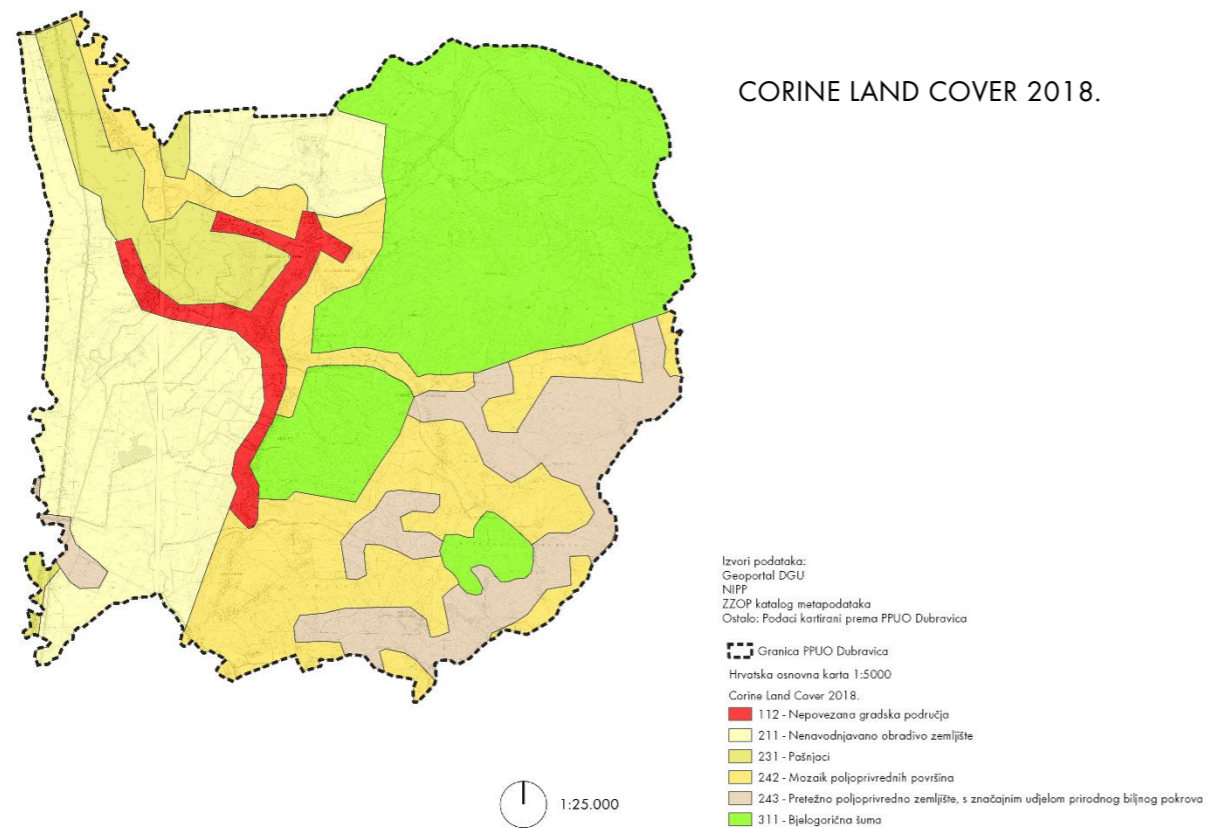 CORINE LAND COVER 2018.
Izvori podataka:
Geoportal DGU
NIPP
ZZOP katalog metapodataka
Ostalo: Podaci kartirani prema PPUO Dubravica
Granica PPUO Dubravica
Hrvatska osnovna karta 1:5000
Corine Land Cover 2018.
112 - Nepovezana gradska područja
211 - Nenavodnjavano obradivo zemljište
231 - Pašnjaci
242 - Mozaik poljoprivrednih površina
243 - Pretežno poljoprivredno zemljište, s značajnim udjelom prirodnog biljnog pokrova
311 - Bjelogorična šuma
1:25.000